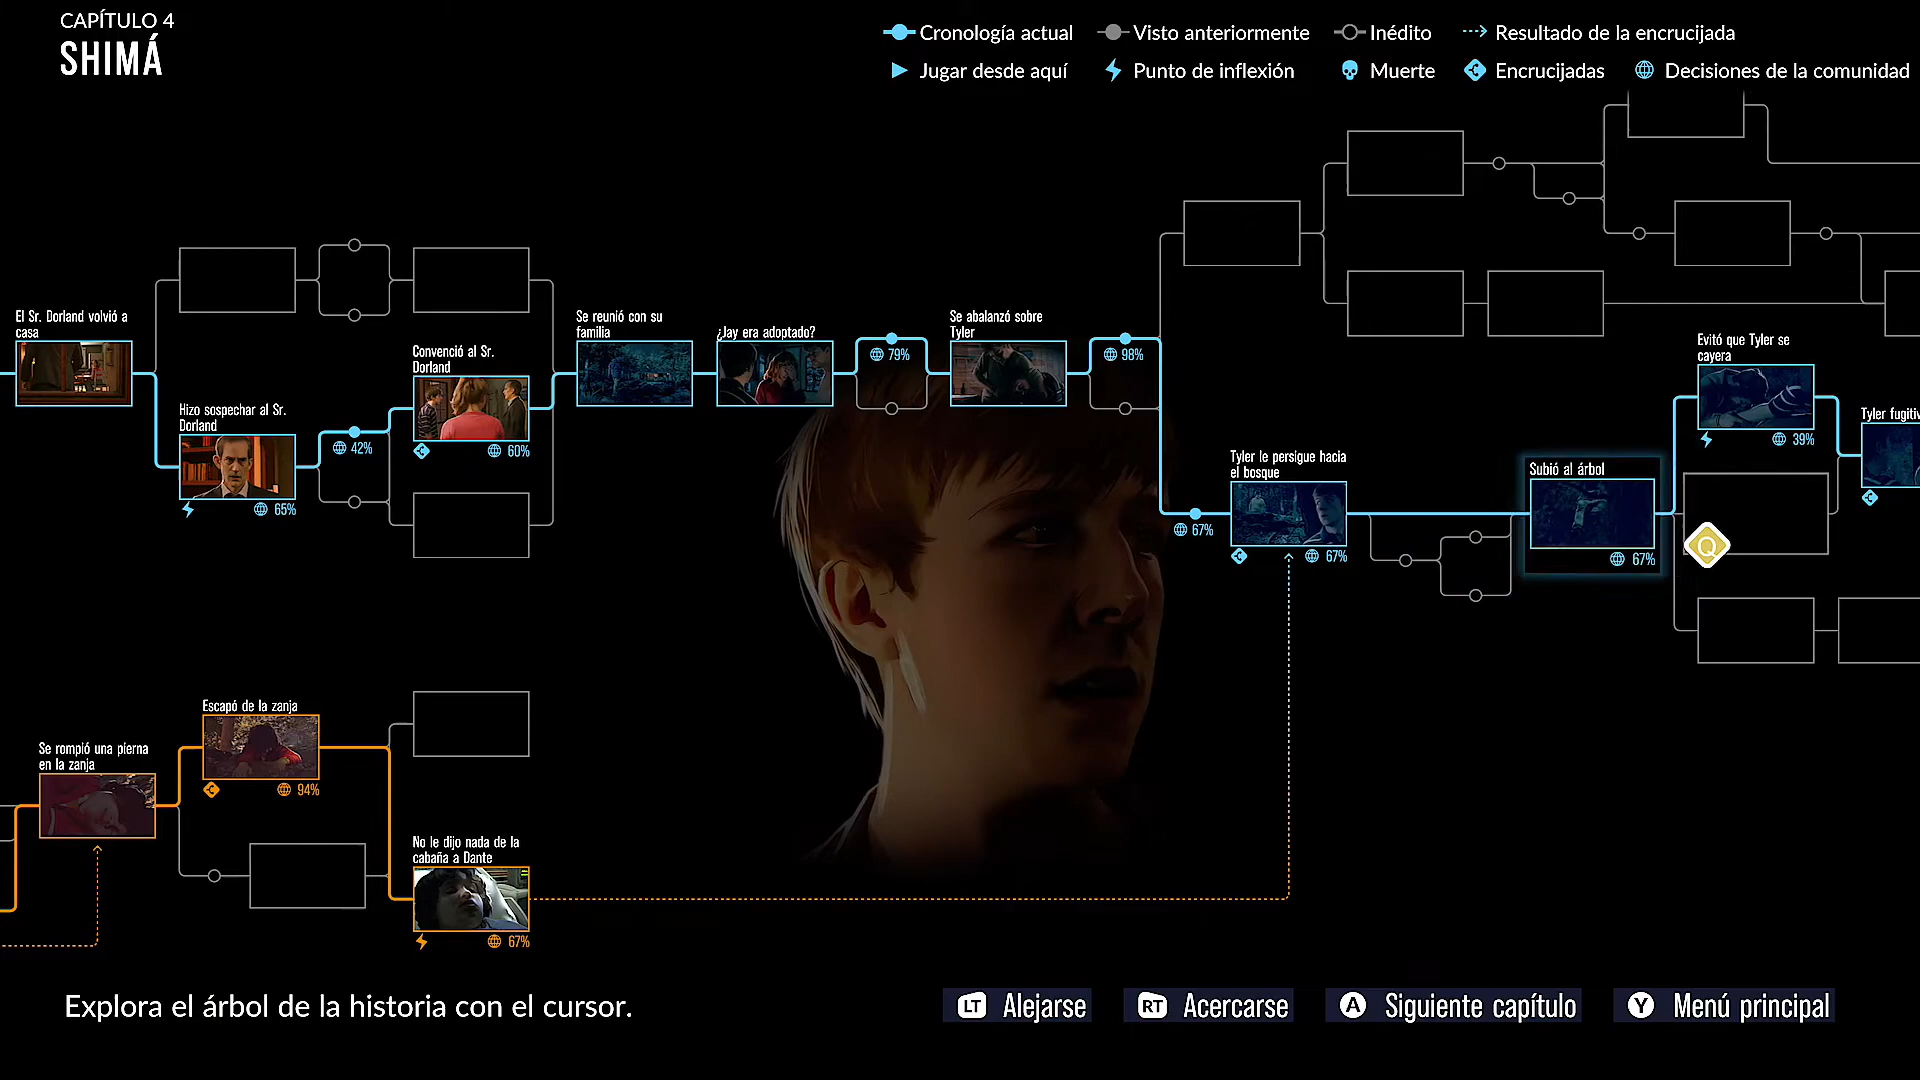 CAPÍTULO 4
SHIMÁ
Cronología actual
Visto anteriormente
Inédito
Resultado de la encrucijada
Jugar desde aquí
Punto de inflexión
Muerte
Encrucijadas
Decisiones de la comunidad
El Sr. Dorland volvió a
casa
Hizo sospechar al Sr.
Dorland
65%
42%
Convenció al Sr.
Dorland
60%
Se reunió con su
familia
¿Jay era adoptado?
79%
Se abalanzó sobre
Tyler
98%
67%
Tyler le persigue hacia
el bosque
67%
Subió al árbol
67%
Evitó que Tyler se
cayera
39%
Tyler fugitiv
Q
Se rompió una pierna
en la zanja
Escapó de la zanja
94%
No le dijo nada de la
cabaña a Dante
67%
Explora el árbol de la historia con el cursor.
LT Alejarse
RT Acercarse
A Siguiente capítulo
Y Menú principal